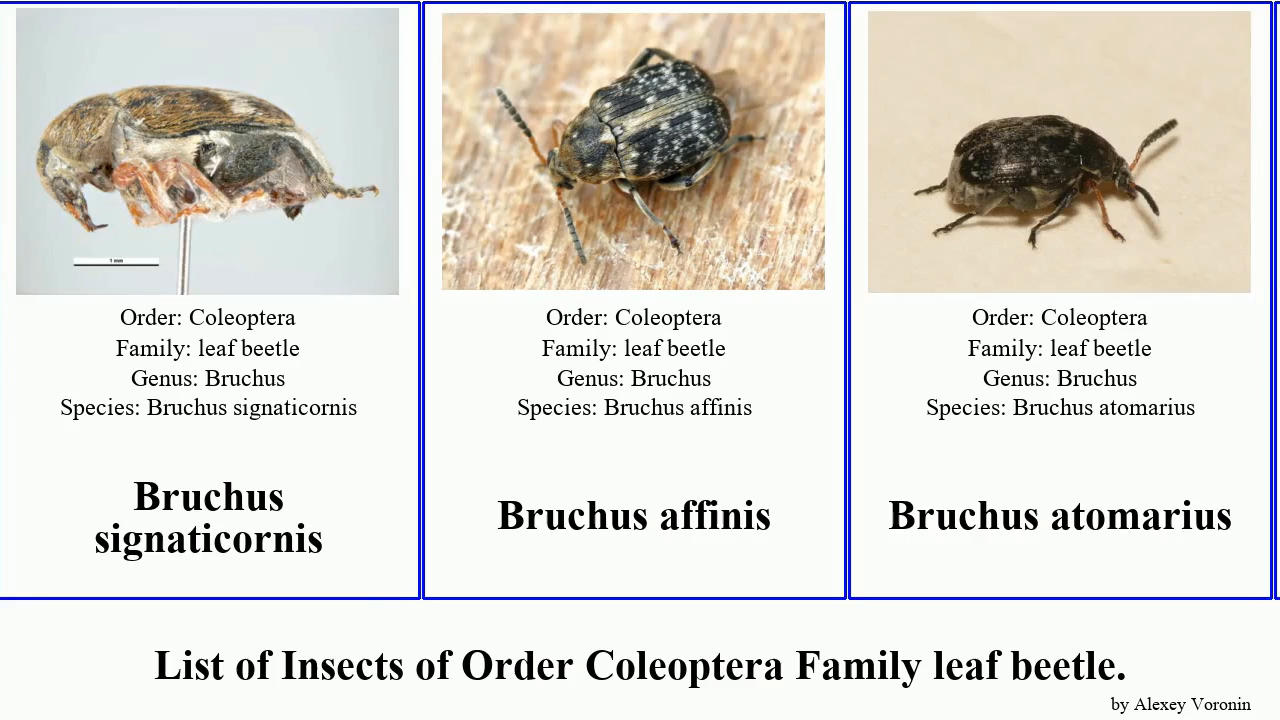 1 mm
Order: Coleoptera
Family: leaf beetle
Genus: Bruchus
Species: Bruchus signaticornis
Bruchus
signaticornis
Order: Coleoptera
Family: leaf beetle
Genus: Bruchus
Species: Bruchus affinis
Bruchus affinis
Order: Coleoptera
Family: leaf beetle
Genus: Bruchus
Species: Bruchus atomarius
Bruchus atomarius
List of Insects of Order Coleoptera Family leaf beetle.
by Alexey Voronin